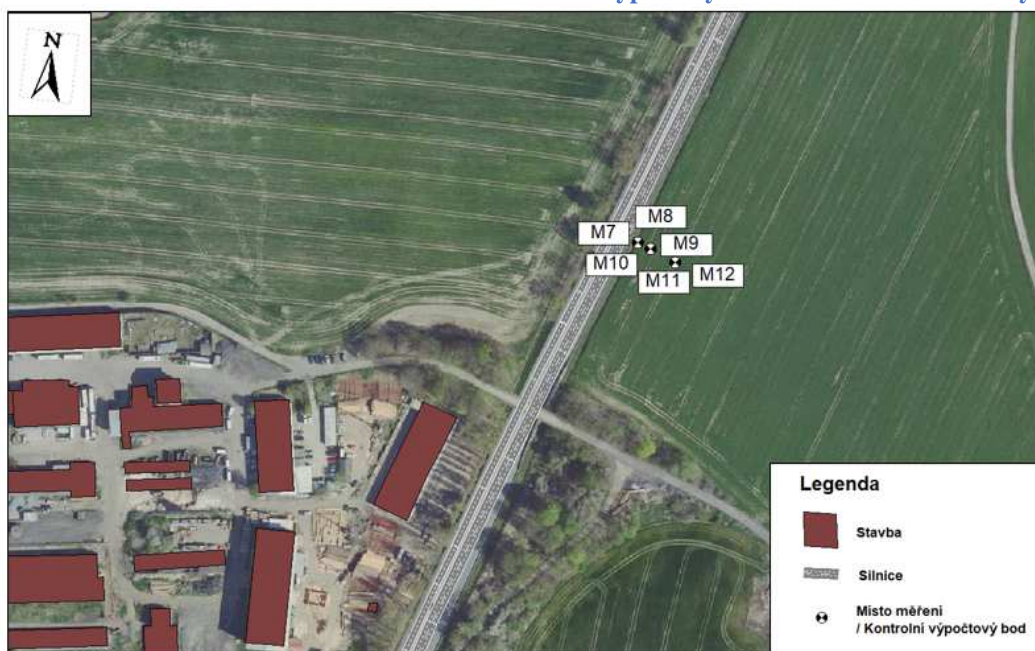 N
M8
M7
M9
M10
M11
M12
Legenda
Stavba
Silnice
Místo měření
/ Kontrolní výpočtový bod